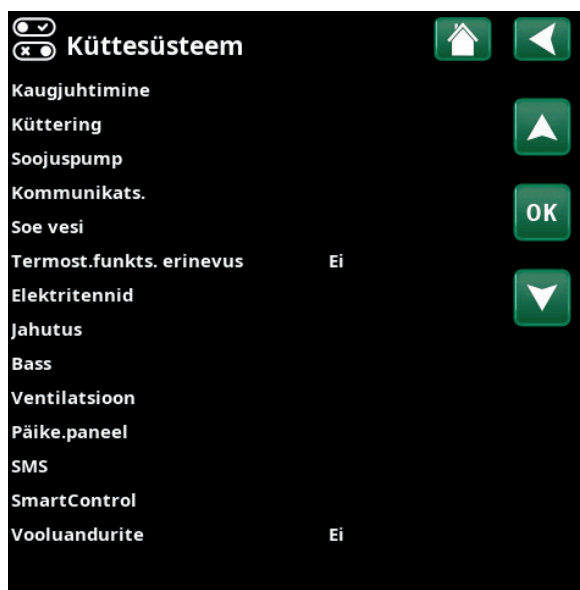 Küttesüsteem
Kaugjuhtimine
Küttering
Soojuspump
Kommunikats.
Soe vesi
Termost.funkts. erinevus Ei
Elektritennid
Jahutus
Bass
Ventilatsioon
Päike.paneel
SMS
SmartControl
Vooluandurite Ei
OK